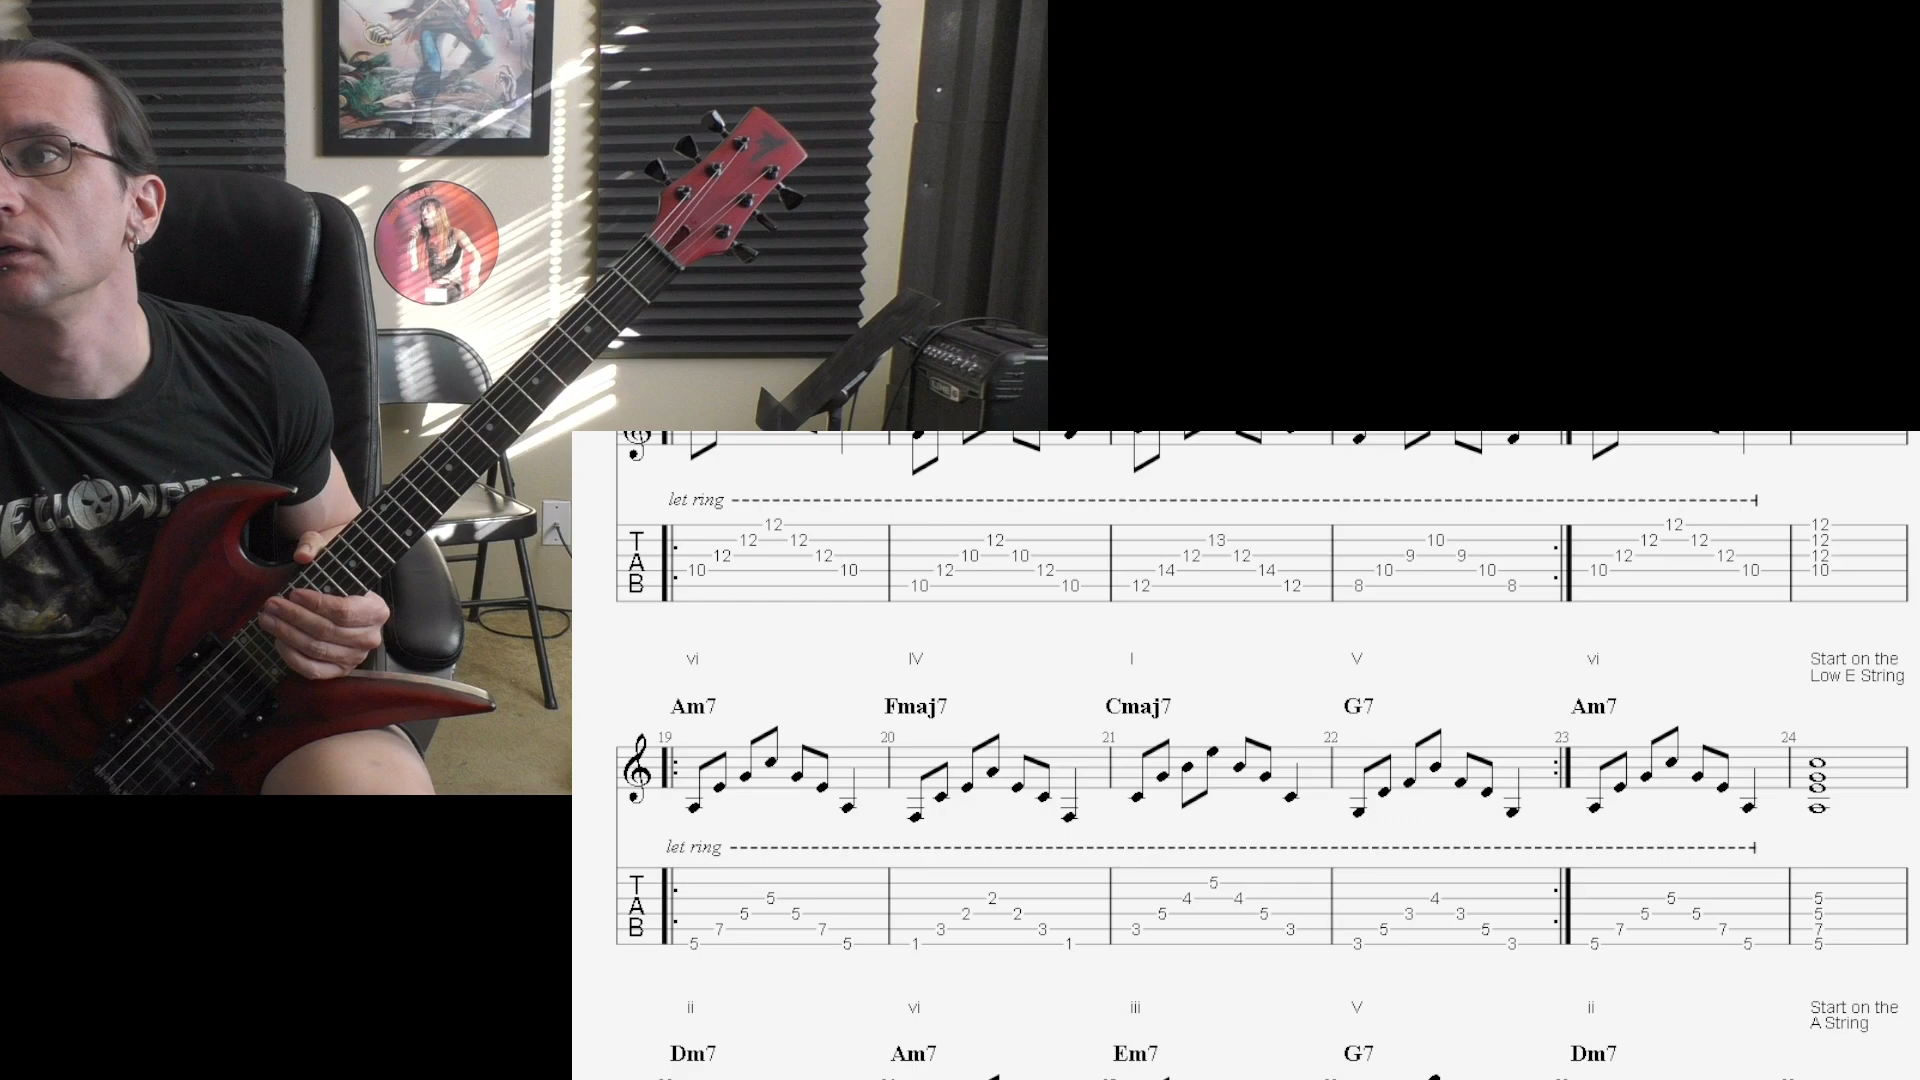 HELLOWEEN
LINE 6
let ring
12
12 12 12 13 12 12
12 12 10 10 12 12 9 10 9 12 12 12
T
A
B
10 10 12 12 14 14 10 10 10 10 10
10 10 12 12 8 8
vi IV I V vi Start on the
Low E String
Am7 Fmaj7 Cmaj7 G7 Am7
19 20 21 22 23 24
let ring
T
A
B
5
5 2 4 4 4 5 5
5 5 2 2 5 5 3 3 5 5 5
7 7 3 3 3 3 5 5 7 7 7
5 5 1 1 3 3 5 5 5
ii vi iii V ii Start on the
A String
Dm7 Am7 Em7 G7 Dm7